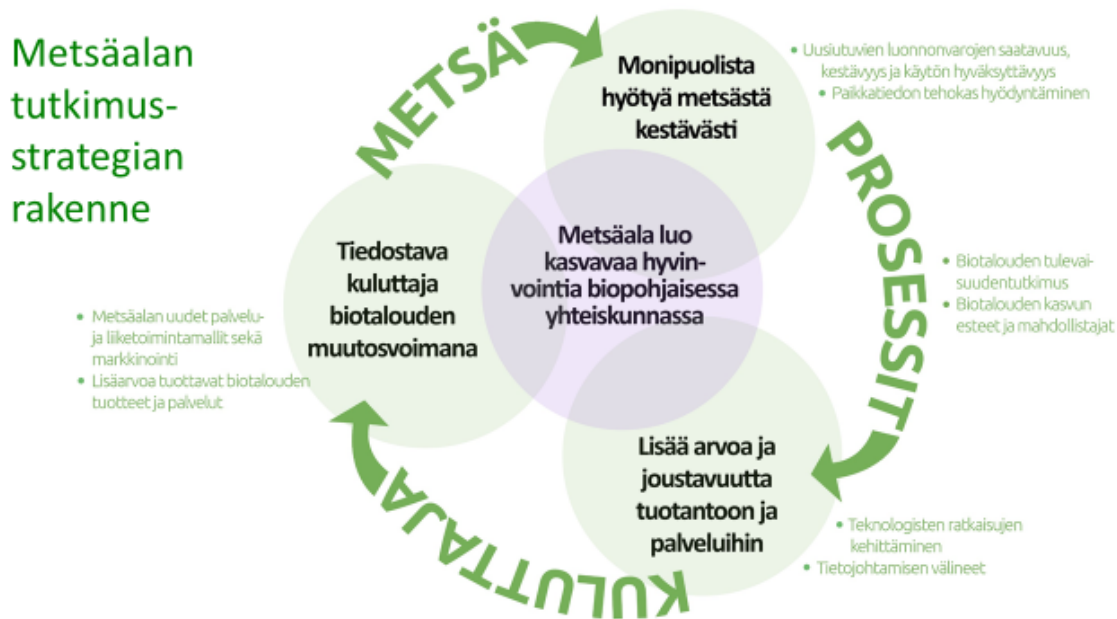 Metsäalan
tutkimus-
strategian
rakenne
METSÄ
Monipuolista
hyötyä metsästä
kestävästi
• Uusiutuvien luonnonvarojen saatavuus,
kestävyys ja käytön hyväksyttävyys
• Paikkatiedon tehokas hyödyntäminen
PROSESSIT
Metsäala luo
kasvavaa hyvin-
vointia biopohjaisessa
yhteiskunnassa
Tiedostava
kuluttaja
biotalouden
muutosvoimana
• Biotalouden tulevai-
suudentutkimus
• Biotalouden kasvun
esteet ja mahdollistajat
• Metsäalan uudet palvelu-
ja liiketoimintamallit sekä
markkinointi
• Lisäarvoa tuottavat biotalouden
tuotteet ja palvelut
Lisää arvoa ja
joustavuutta
tuotantoon ja
palveluihin
• Teknologisten ratkaisujen
kehittäminen
• Tietojohtamisen välineet
KULUTTAJA